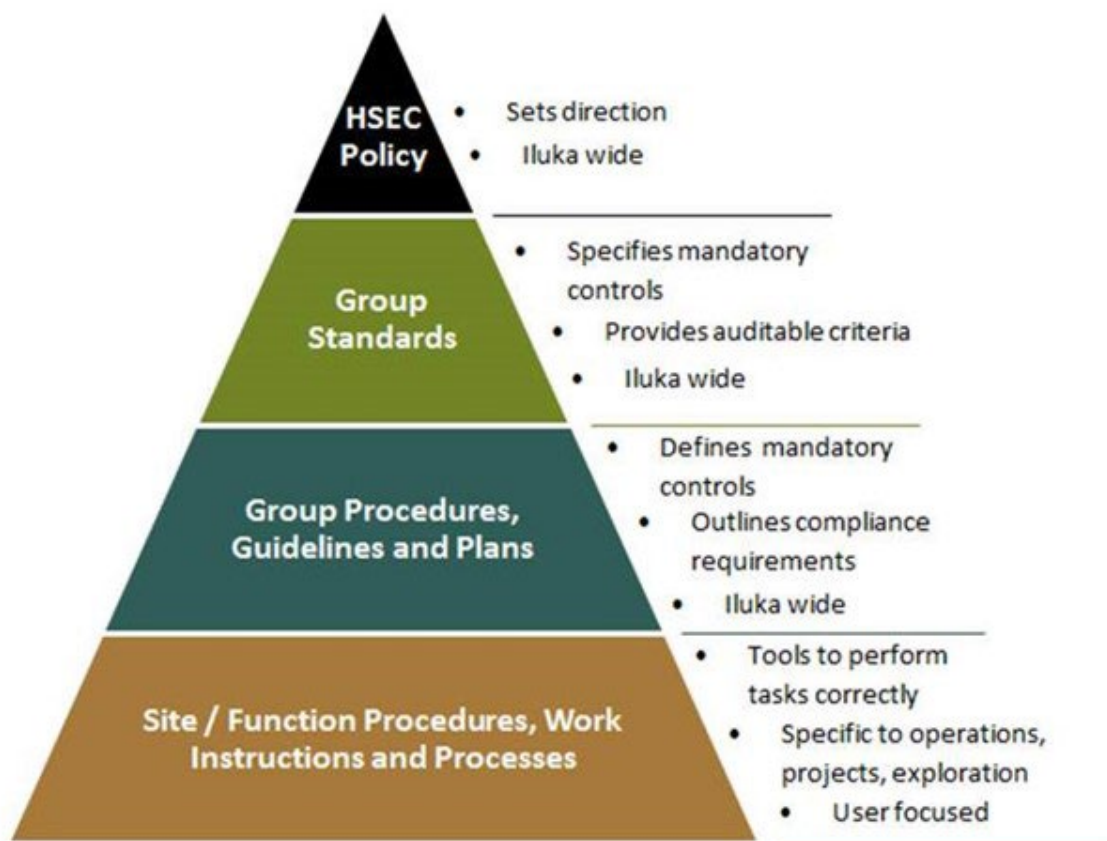 HSEC
Policy
• Sets direction
• Iluka wide
Group
Standards
• Specifies mandatory
controls
• Provides auditable criteria
• Iluka wide
Group Procedures,
Guidelines and Plans
• Defines mandatory
controls
• Outlines compliance
requirements
• Iluka wide
Site / Function Procedures, Work
Instructions and Processes
• Tools to perform
tasks correctly
• Specific to operations,
projects, exploration
• User focused